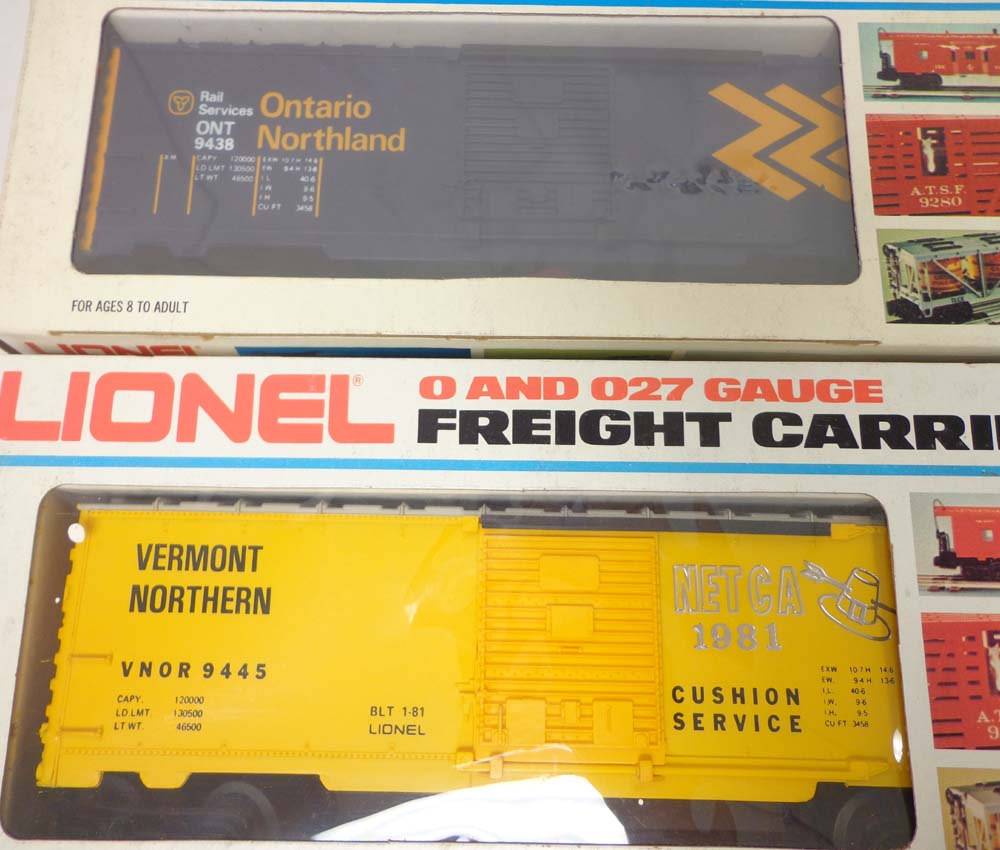 Rail
Services
ONT
9438
Ontario
Northland
CAPY 120000
LD LMT 130500
LT WT 46500
EXW 10-7 H 14-6
EW 9-4 H 13-6
I L 40-6
I W 9-6
I H 9-5
CU FT 3458
A.T.S.F.
9280
FOR AGES 8 TO ADULT
LIONEL
LIONEL®
O AND O27 GAUGE
FREIGHT CARRI
VERMONT
NORTHERN
VNOR 9445
CAPY. 120000
LD.LMT. 130500
LT.WT. 46500
BLT 1-81
LIONEL
NETCA
1981
CUSHION
SERVICE
EXW 10-7 H 14-6
EW. 9-4 H 13-6
I.L. 40-6
I.W. 9-6
I.H. 9-5
CU FT 3458
A.
9